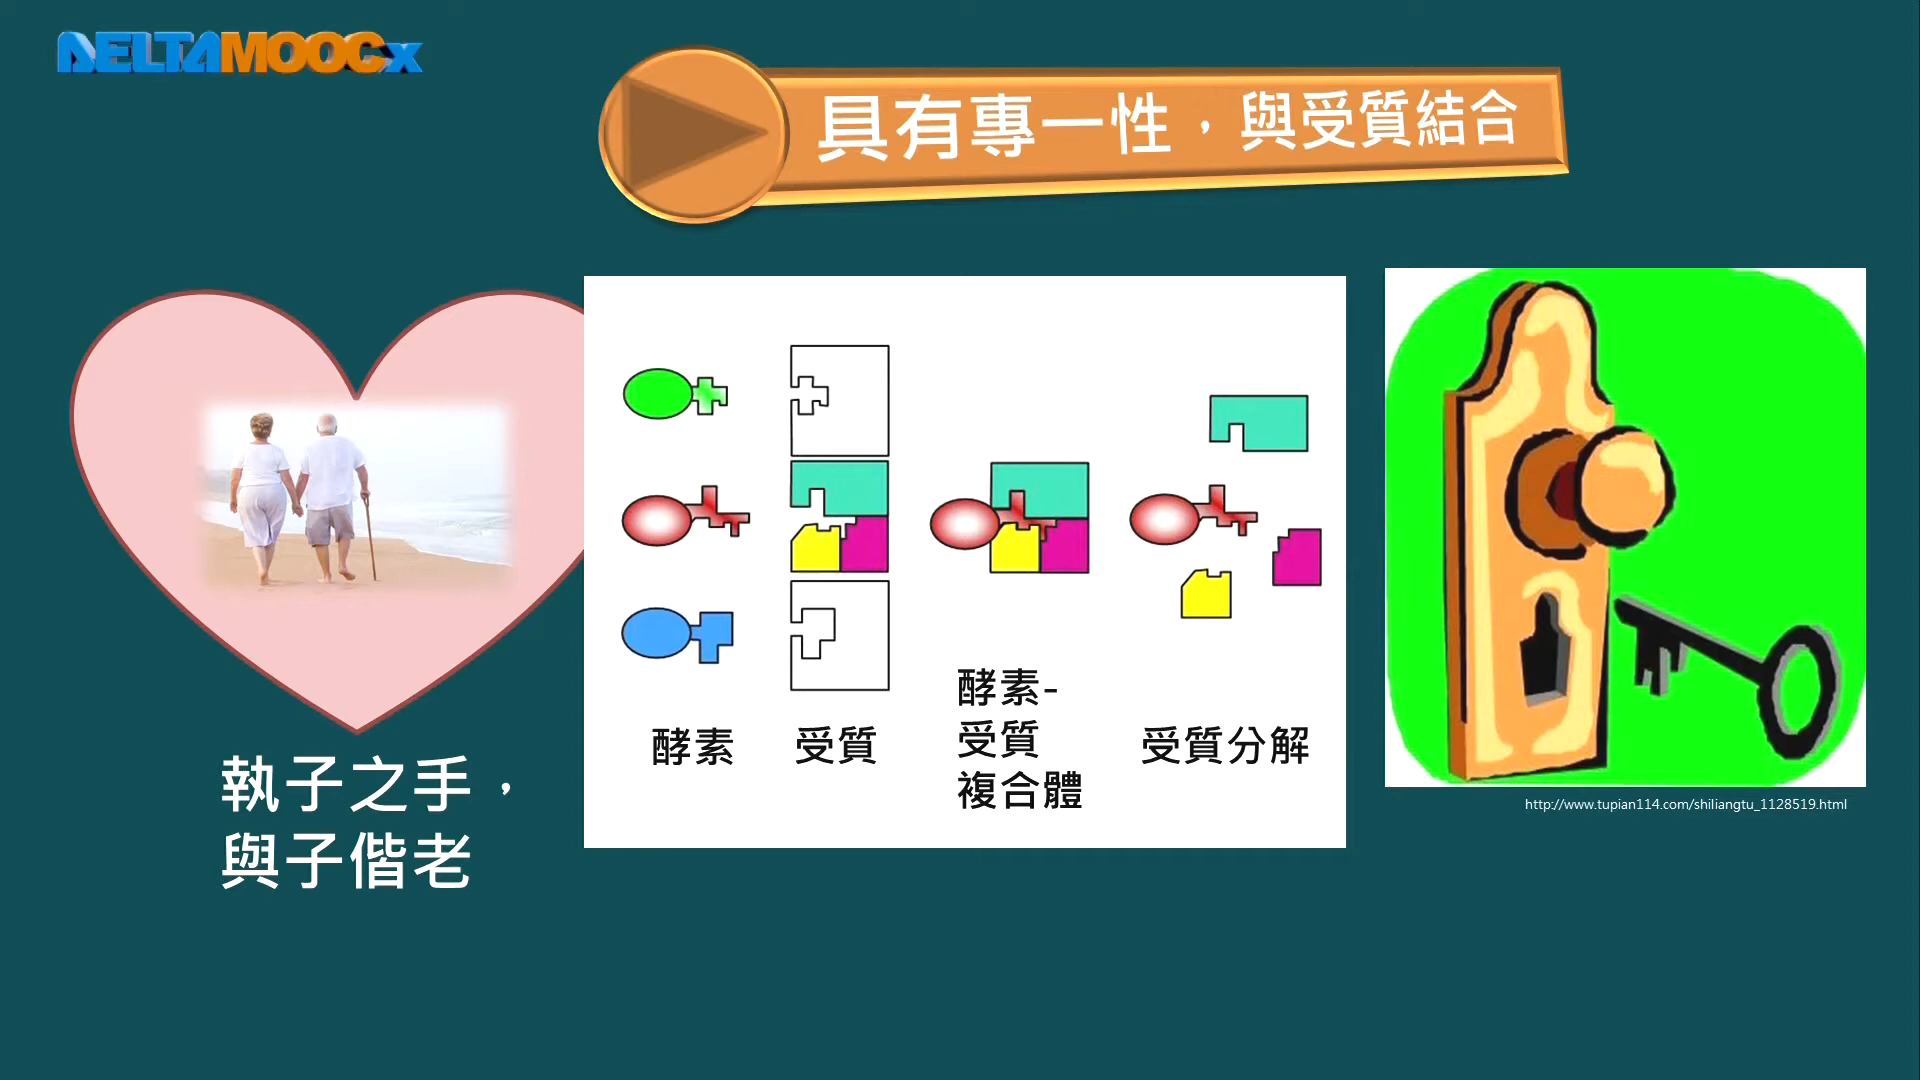 DELTAMOOCx
具有專一性，與受質結合
執子之手，
與子偕老
酵素
受質
酵素-
受質
複合體
受質分解
http://www.tupian114.com/shiliangtu_1128519.html